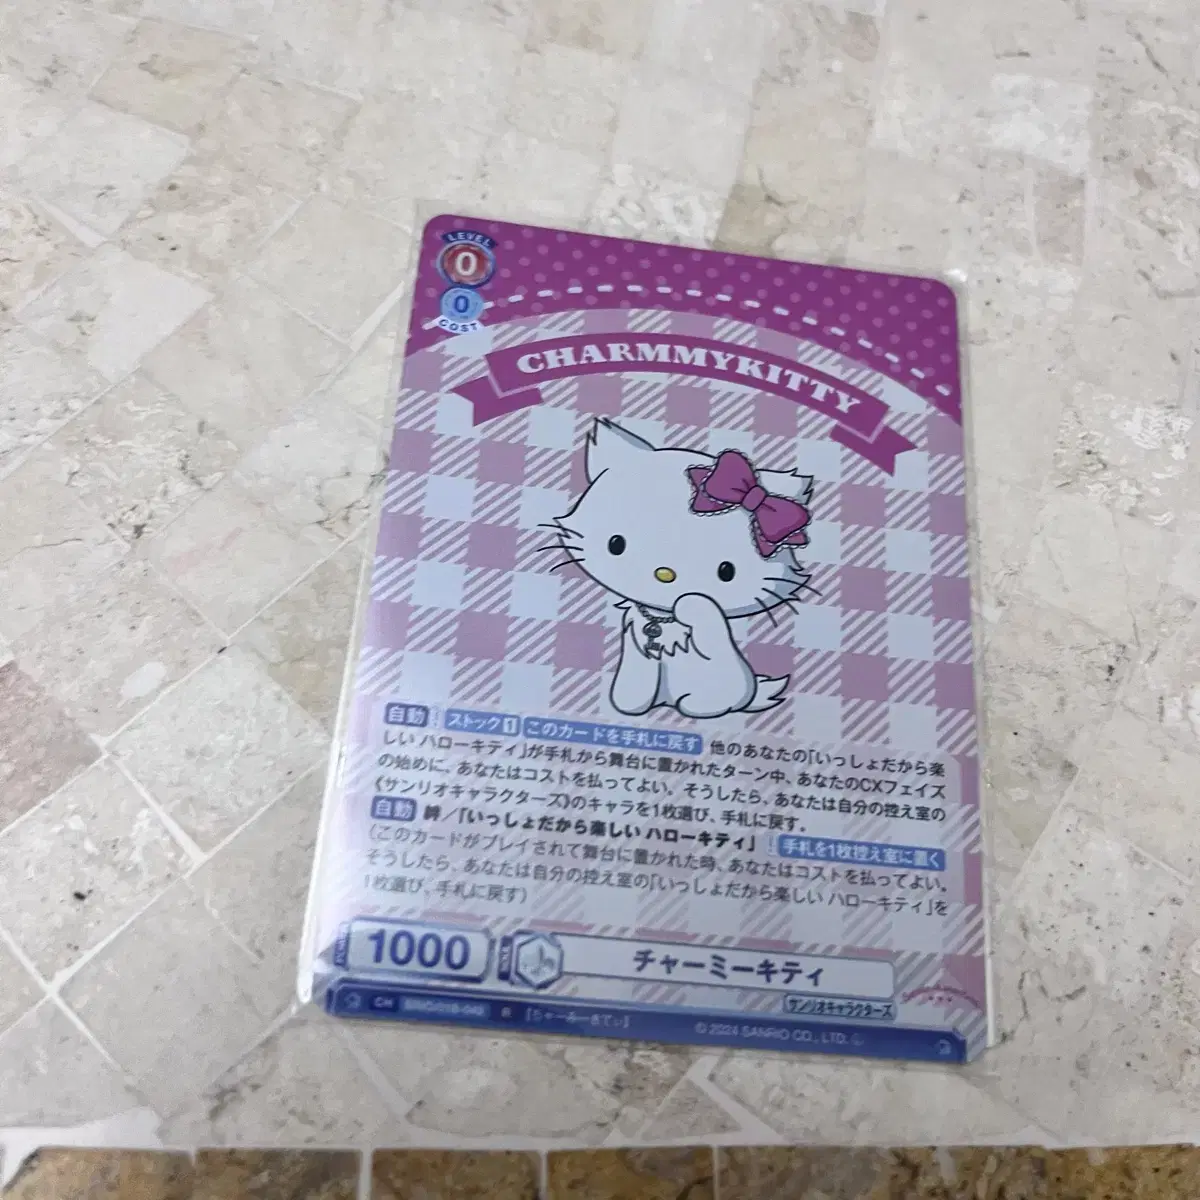 LEVEL
0
0
COST
CHARMMYKITTY
自動 ストック1 このカードを手札に戻す 他のあなたの「いっしょだから楽
しい ハローキティ」が手札から舞台に置かれたターン中、あなたのCXフェイズ
の始めに、あなたはコストを払ってよい。そうしたら、あなたは自分の控え室の
《サンリオキャラクターズ》のキャラを1枚選び、手札に戻す。
自動 絆／「いっしょだから楽しい ハローキティ」 手札を1枚控え室に置く
（このカードがプレイされて舞台に置かれた時、あなたはコストを払ってよい。
そうしたら、あなたは自分の控え室の「いっしょだから楽しい ハローキティ」を
1枚選び、手札に戻す）
1000
チャーミーキティ
サンリオキャラクターズ
CH
R
[ちゃーみーきてぃ]
© 2024 SANRIO CO., LTD.